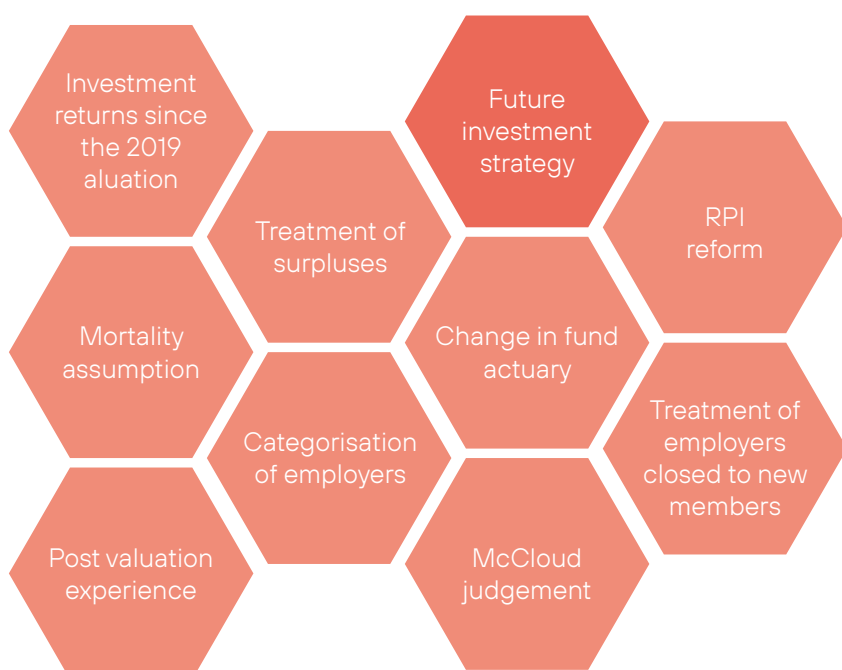 Investment
returns since
the 2019
aluation
Future
investment
strategy
Treatment of
surpluses
RPI
reform
Mortality
assumption
Change in fund
actuary
Categorisation
of employers
Treatment of
employers
closed to new
members
Post valuation
experience
McCloud
judgement